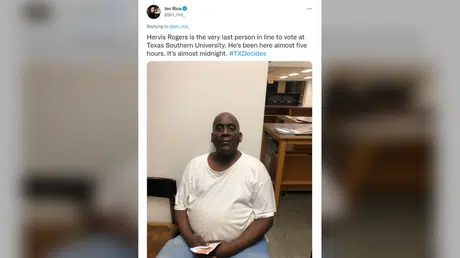 Jen Rice
@jen_rice_
Replying to @jen_rice_
Hervis Rogers is the very last person in line to vote at
Texas Southern University. He's been here almost five
hours. It's almost midnight. #TXDecides